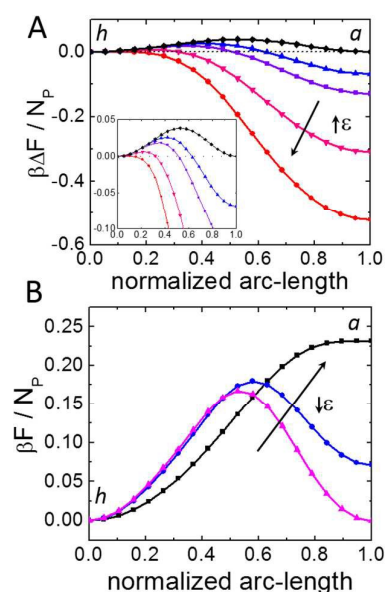 A
h
a
0.0
-0.2
-0.4
-0.6
βΔF / N_P
↑ε
0.05
0.00
-0.05
-0.10
0.0 0.2 0.4 0.6 0.8 1.0
0.0 0.2 0.4 0.6 0.8 1.0
normalized arc-length
B
a
0.25
0.20
0.15
0.10
0.05
0.00
βF / N_P
↓ε
h
0.0 0.2 0.4 0.6 0.8 1.0
normalized arc-length